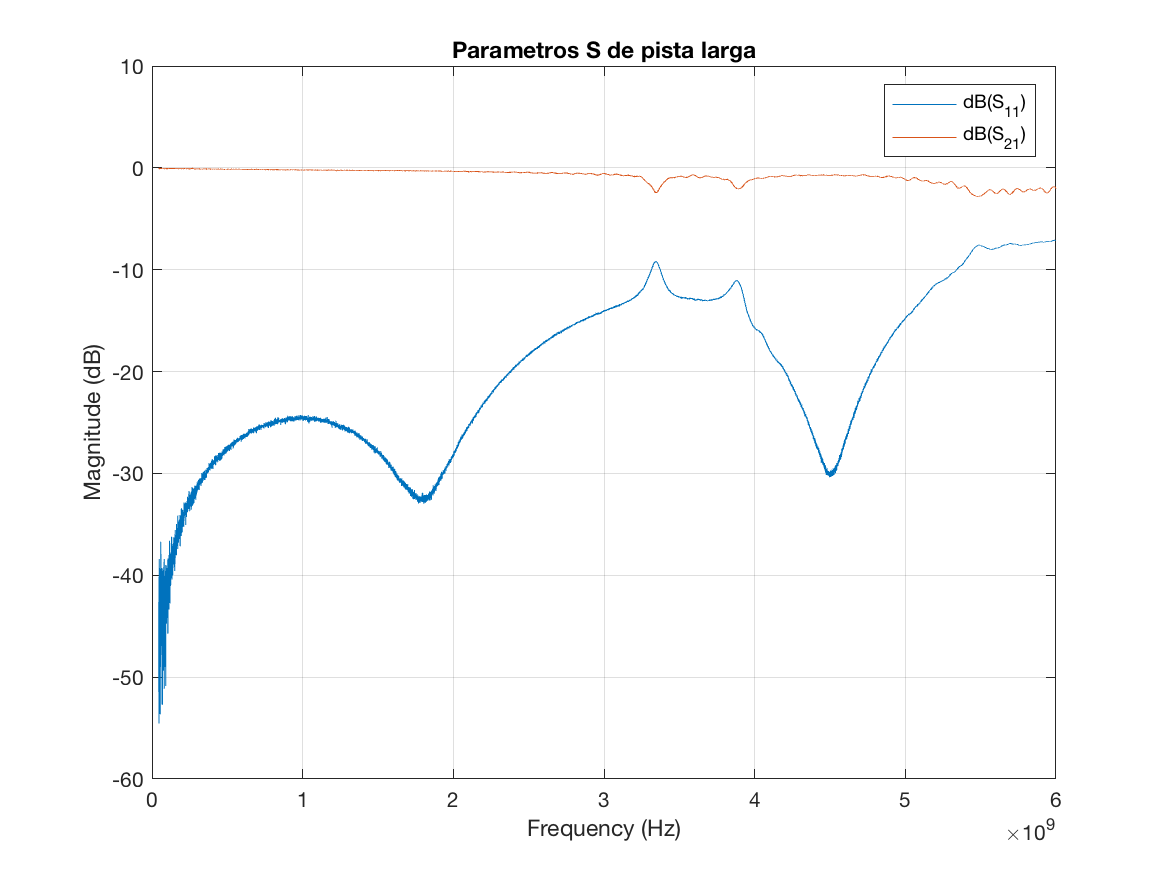 Parametros S de pista larga
dB(S11)
dB(S21)
10
0
-10
-20
-30
-40
-50
-60
Magnitude (dB)
0 1 2 3 4 5 6
Frequency (Hz)
×10^9